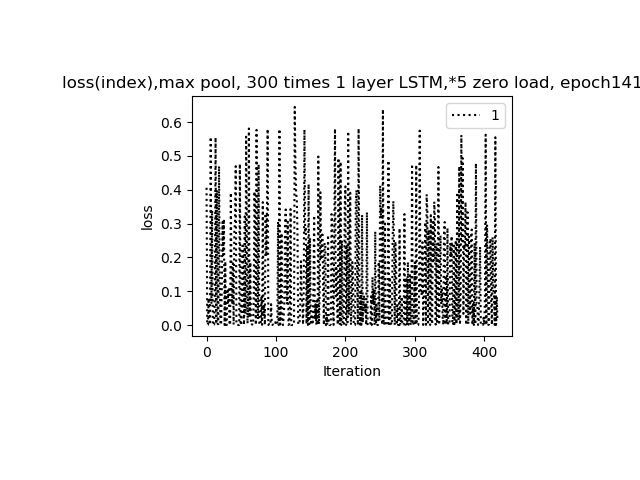 loss(index),max pool, 300 times 1 layer LSTM,*5 zero load, epoch141
1
0.6
0.5
0.4
0.3
0.2
0.1
0.0
loss
0 100 200 300 400
Iteration